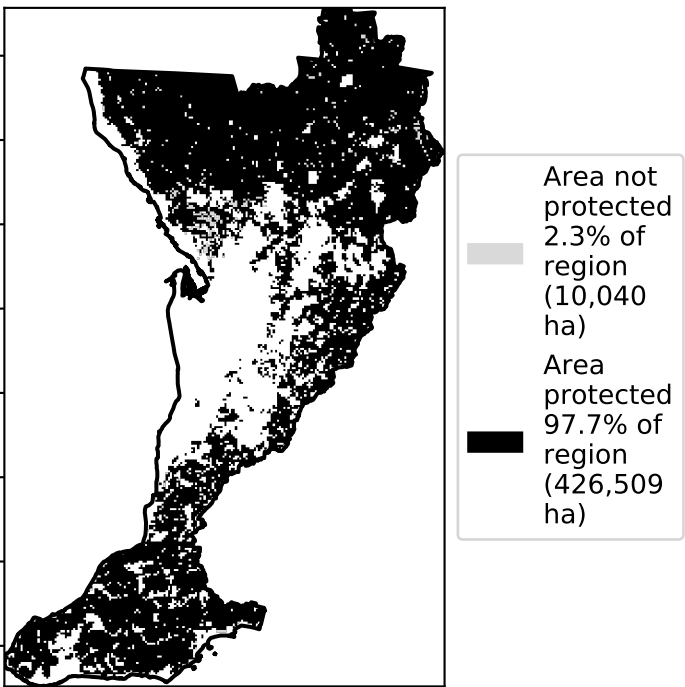 Area not
protected
2.3% of
region
(10,040
ha)
Area
protected
97.7% of
region
(426,509
ha)